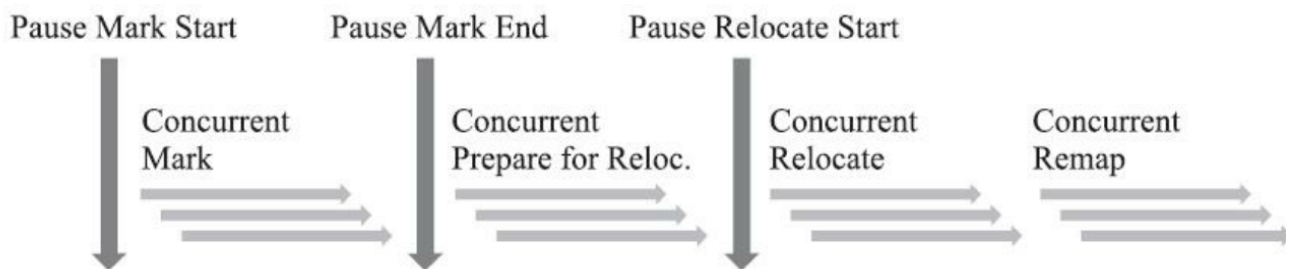 Pause Mark Start
Pause Mark End
Pause Relocate Start
Concurrent
Mark
Concurrent
Prepare for Reloc.
Concurrent
Relocate
Concurrent
Remap